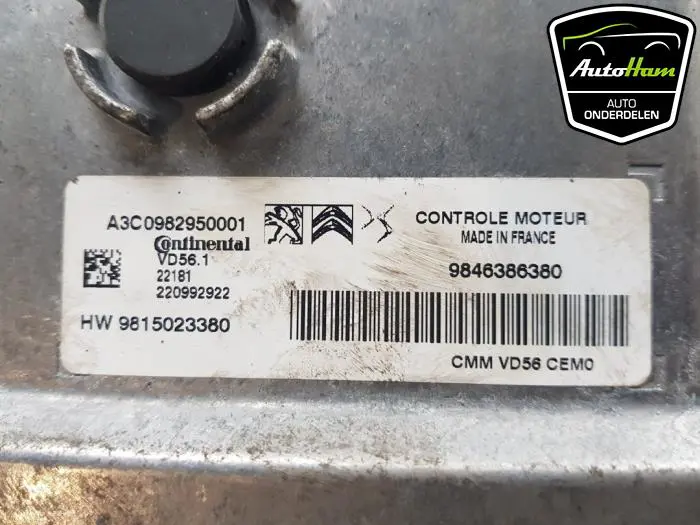 AutoHam
AUTO
ONDERDELEN
A3C0982950001
Continental
VD56.1
22181
220992922
HW 9815023380
CONTROLE MOTEUR
MADE IN FRANCE
9846386380
CMM VD56 CEM0